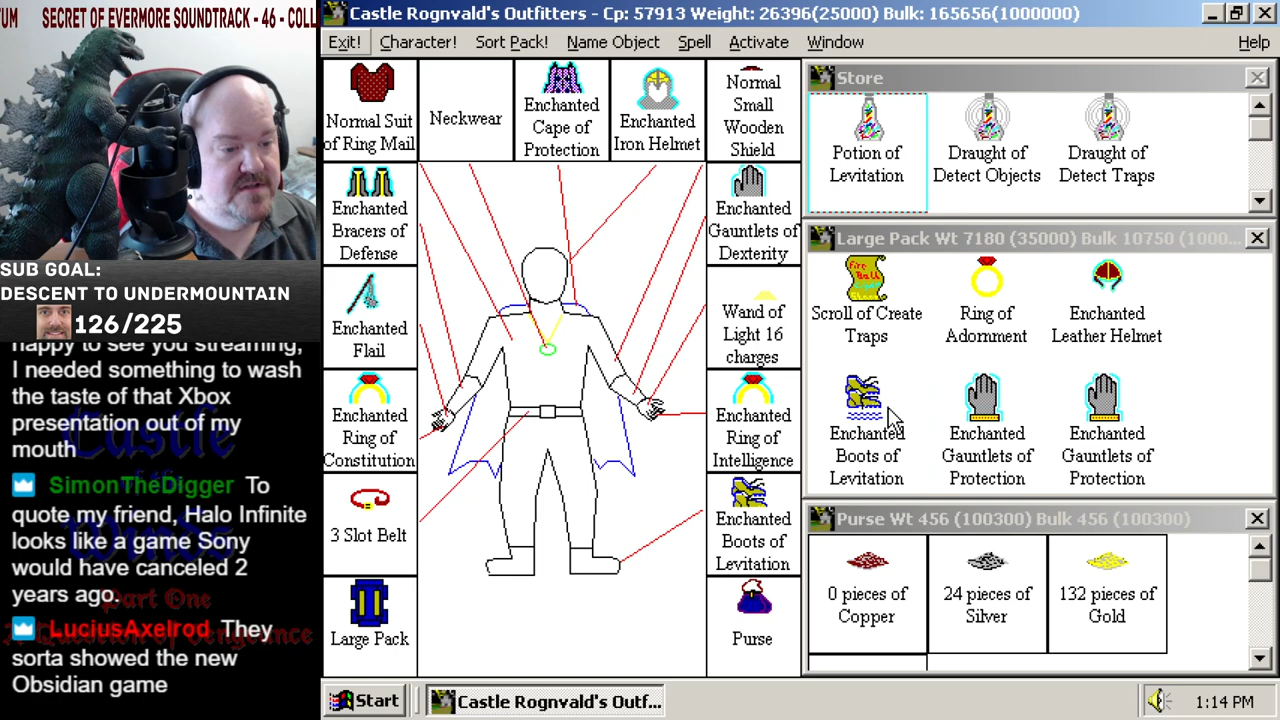 TUM
SECRET OF EVERMORE SOUNDTRACK - 46 - COLL
SUB GOAL:
DESCENT TO UNDERMOUNTAIN
126/225
happy to see you streaming,
I needed something to wash
the taste of that Xbox
presentation out of my
mouth
SimonTheDigger To
quote my friend, Halo Infinite
looks like a game Sony
would have canceled 2
years ago.
LuciusAxelrod They
sorta showed the new
Obsidian game
Castle Rognvald's Outfitters - Cp: 57913 Weight: 26396(25000) Bulk: 165656(1000000)
Exit! Character! Sort Pack! Name Object Spell Activate Window Help
Normal Suit
of Ring Mail
Neckwear
Enchanted
Cape of
Protection
Enchanted
Iron Helmet
Normal
Small
Wooden
Shield
Enchanted
Bracers of
Defense
Enchanted
Gauntlets of
Dexterity
Enchanted
Flail
Wand of
Light 16
charges
Enchanted
Ring of
Constitution
Enchanted
Ring of
Intelligence
3 Slot Belt
Enchanted
Boots of
Levitation
Large Pack
Purse
Store
Potion of
Levitation
Draught of
Detect Objects
Draught of
Detect Traps
Large Pack Wt 7180 (35000) Bulk 10750 (1000...
Scroll of Create
Traps
Ring of
Adornment
Enchanted
Leather Helmet
Enchanted
Boots of
Levitation
Enchanted
Gauntlets of
Protection
Enchanted
Gauntlets of
Protection
Purse Wt 456 (100300) Bulk 456 (100300)
0 pieces of
Copper
24 pieces of
Silver
132 pieces of
Gold
Start
Castle Rognvald's Outf...
1:14 PM